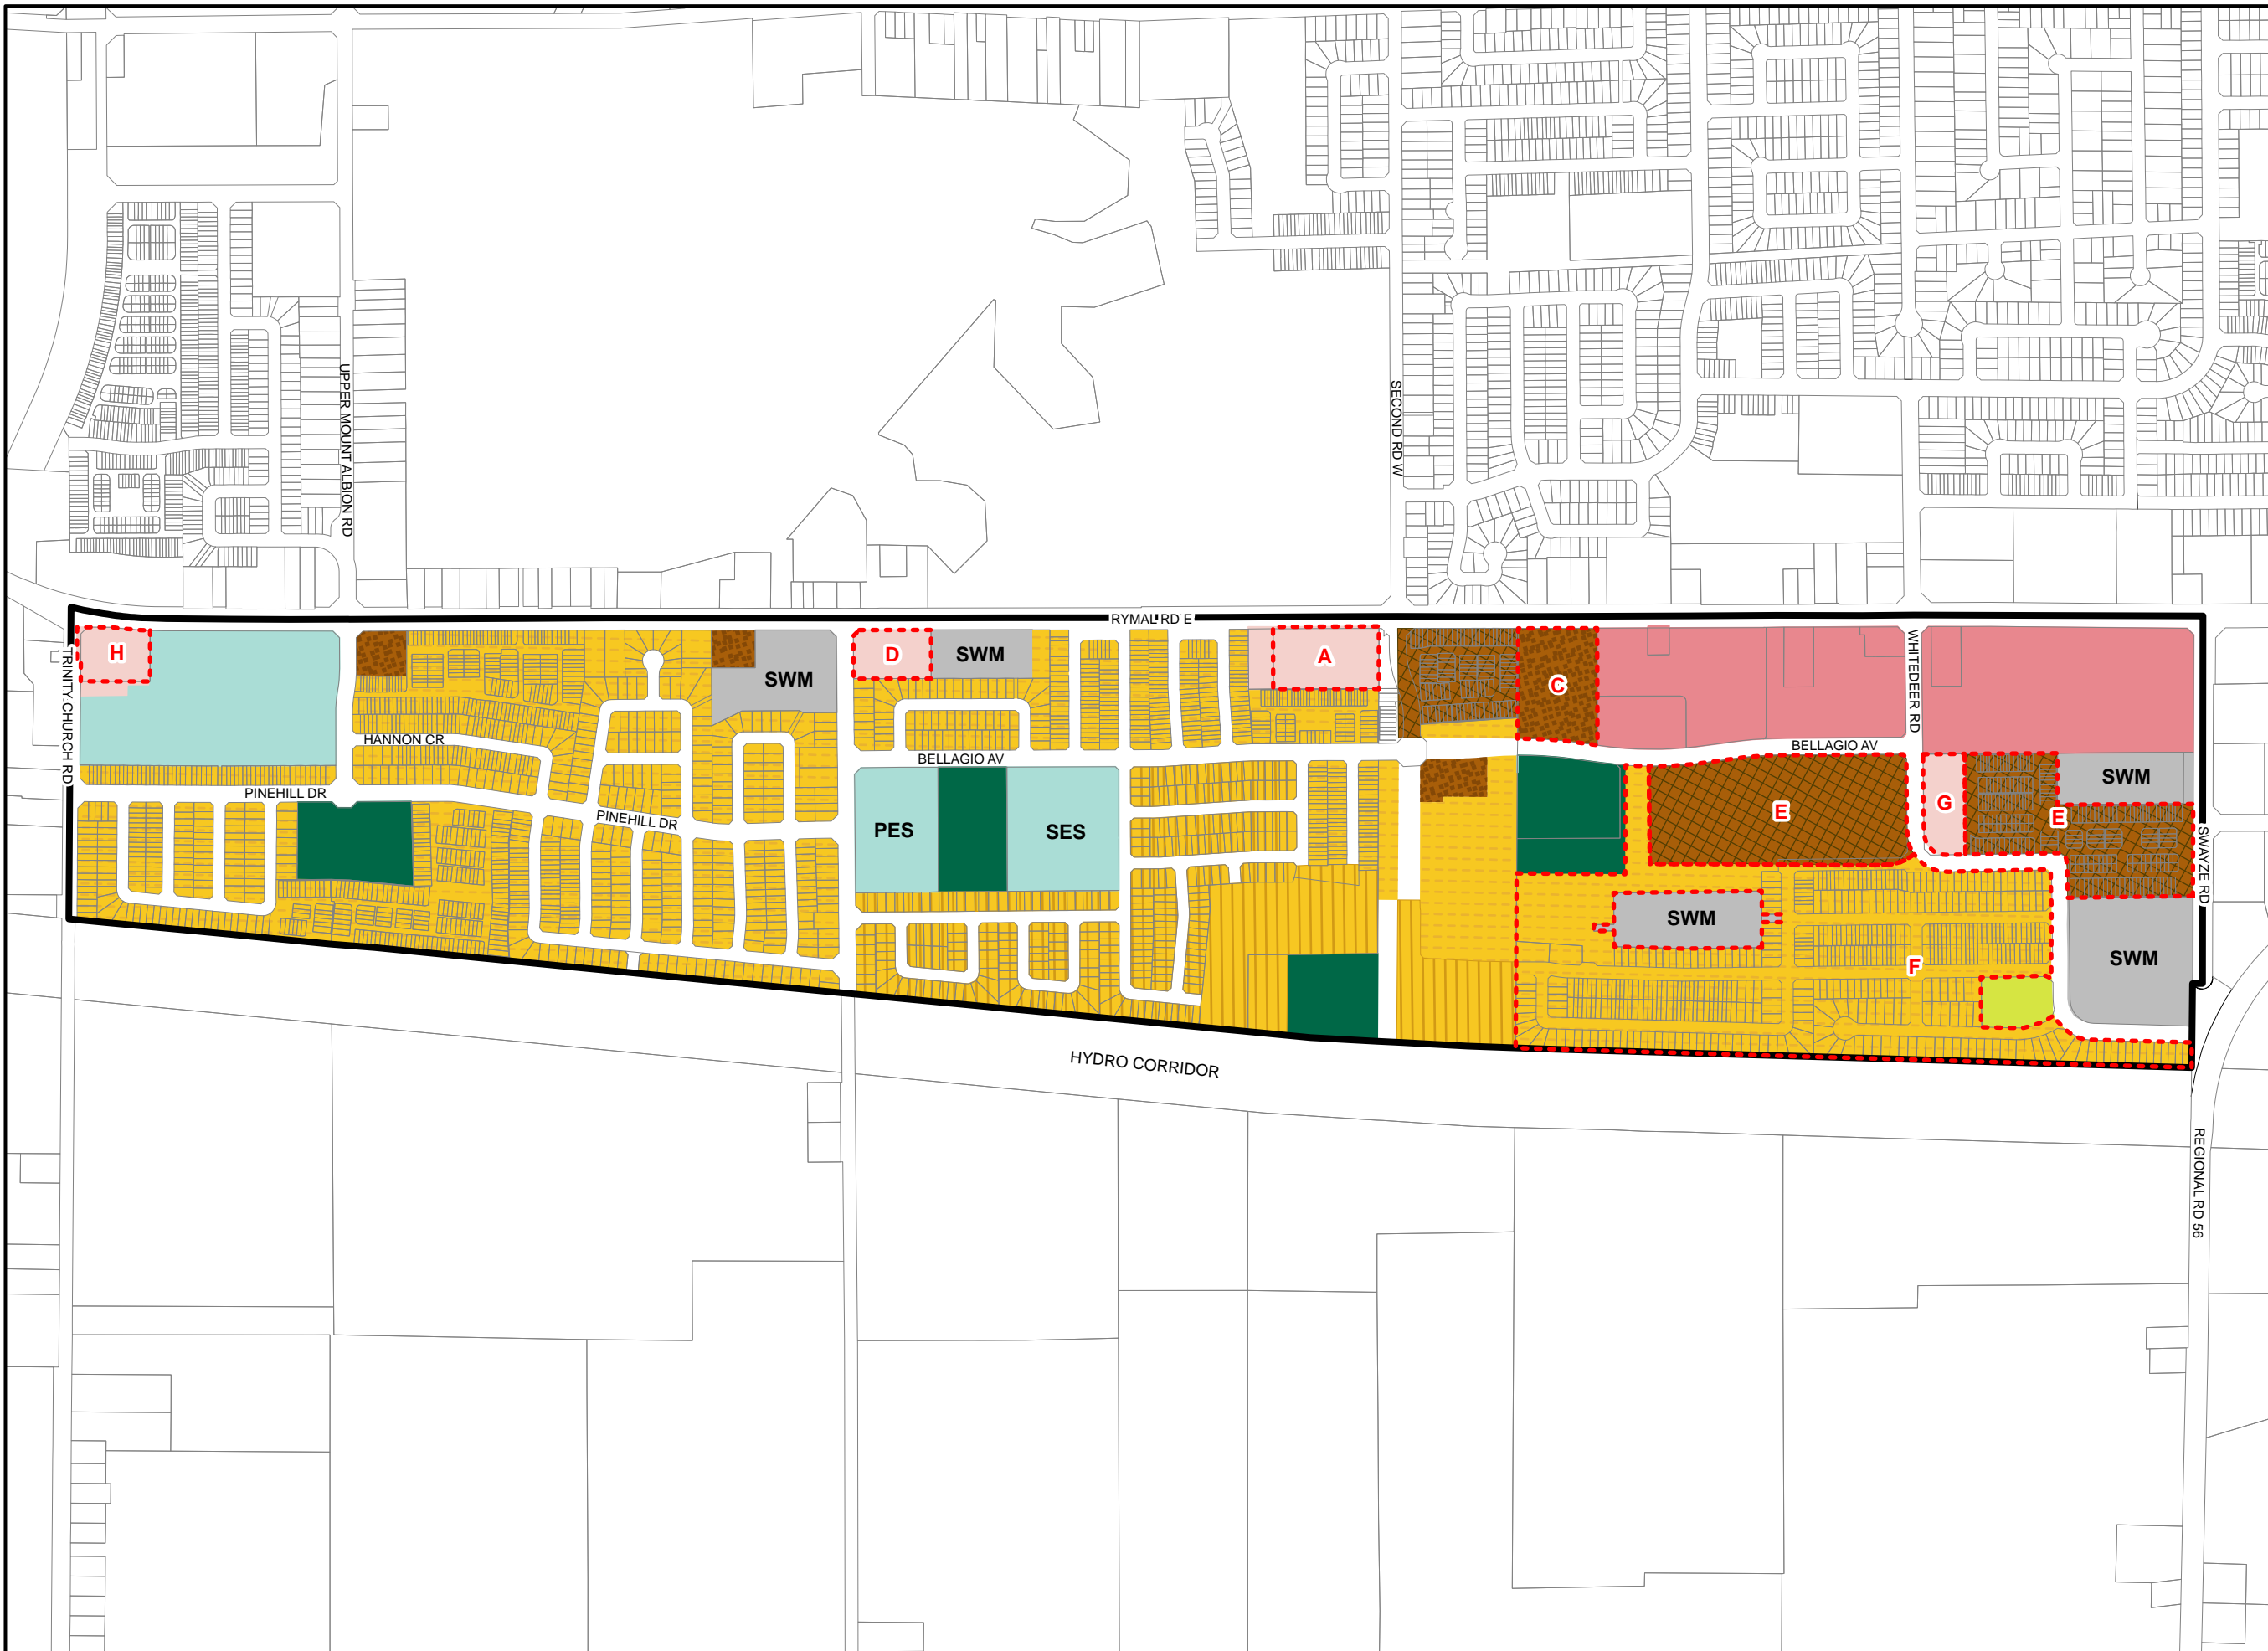 UPPER MOUNT ALBION RD
SECOND RD W
RYMAL RD E
TRINITY CHURCH RD
H
SWM
D
SWM
A
C
WHITEDEER RD
HANNON CR
BELLAGIO AV
BELLAGIO AV
SWM
PINEHILL DR
PINEHILL DR
PES
SES
E
G
E
SWAYZE RD
SWM
SWM
F
HYDRO CORRIDOR
REGIONAL RD 56